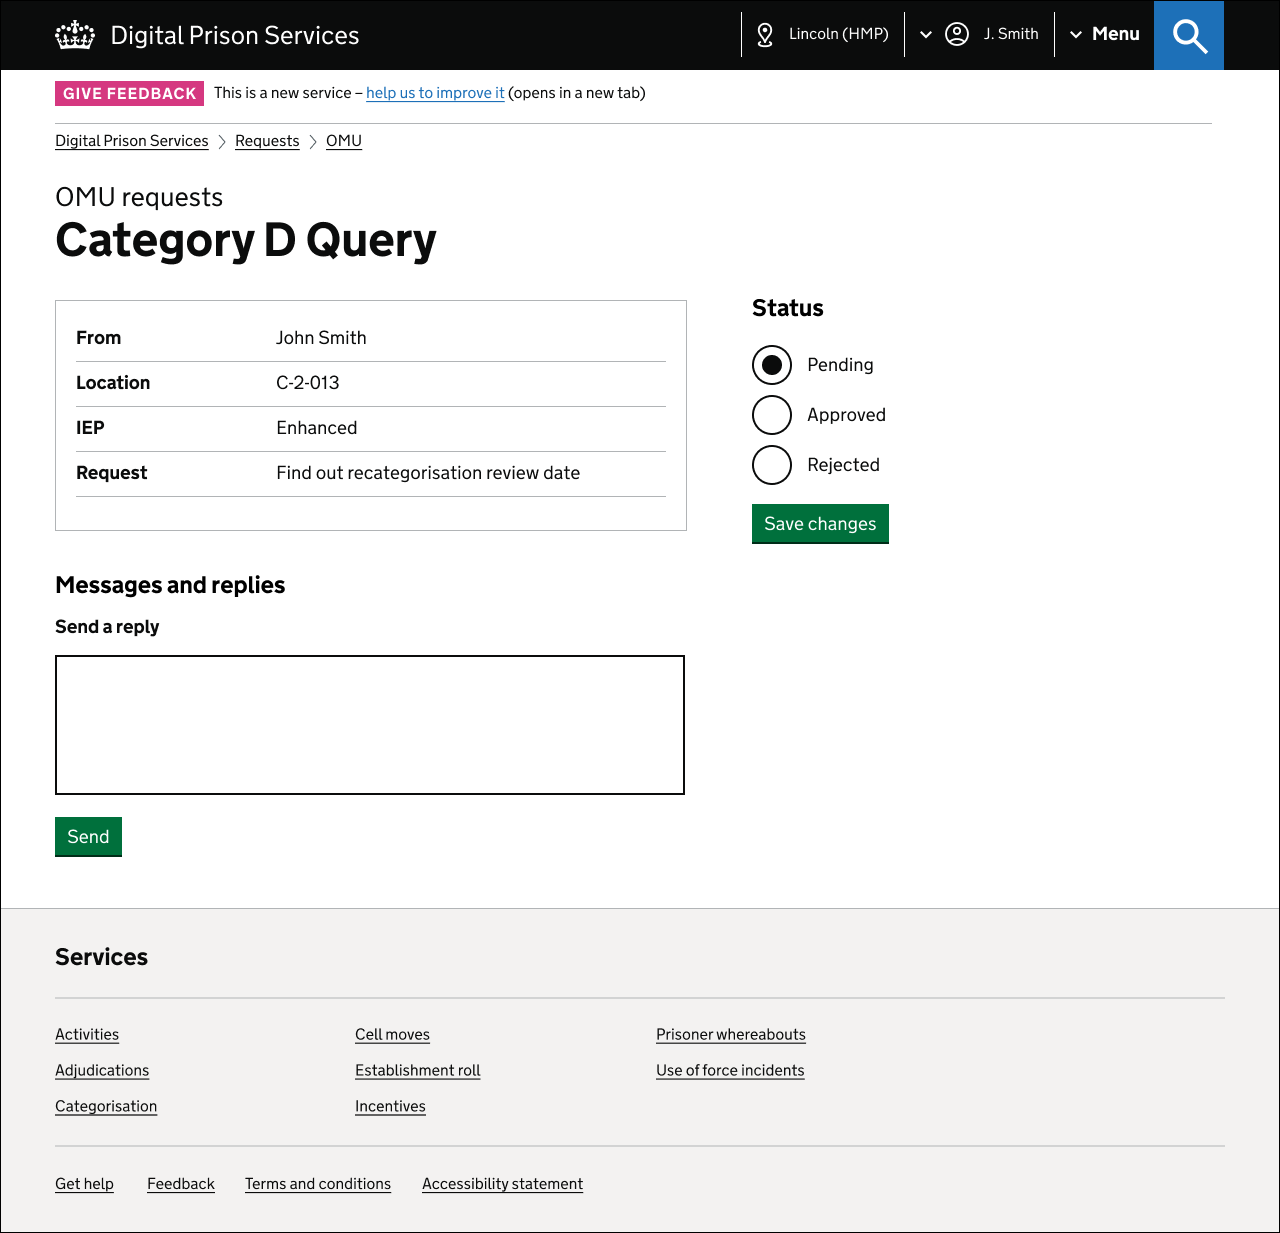 Digital Prison Services
Lincoln (HMP)
J. Smith
Menu
GIVE FEEDBACK This is a new service – help us to improve it (opens in a new tab)
Digital Prison Services Requests OMU
OMU requests
Category D Query
From John Smith
Location C-2-013
IEP Enhanced
Request Find out recategorisation review date
Status
Pending
Approved
Rejected
Save changes
Messages and replies
Send a reply
Send
Services
Activities
Adjudications
Categorisation
Cell moves
Establishment roll
Incentives
Prisoner whereabouts
Use of force incidents
Get help Feedback Terms and conditions Accessibility statement